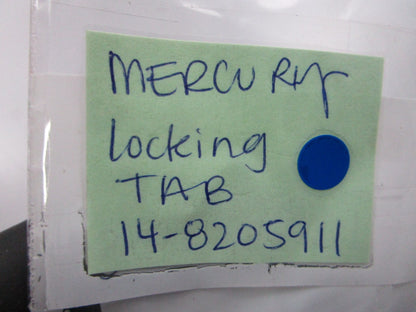 MERCURY
locking
TAB
14-8205911